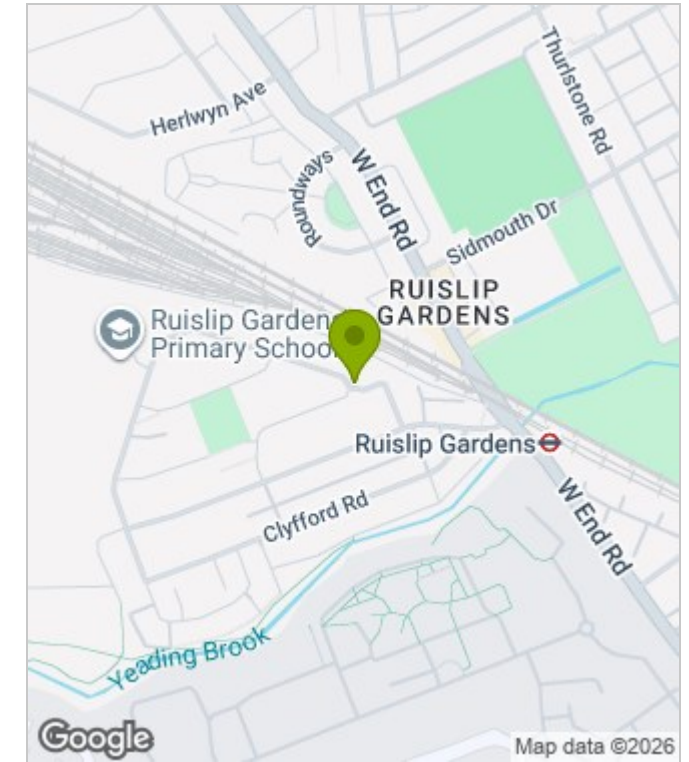 Thurlstone Rd
Herlwyn Ave
W End Rd
Roundways
Sidmouth Dr
RUISLIP
GARDENS
Ruislip Garden
Primary School
Ruislip Gardens
Clyfford Rd
W End Rd
Yeading Brook
Google
Map data ©2026